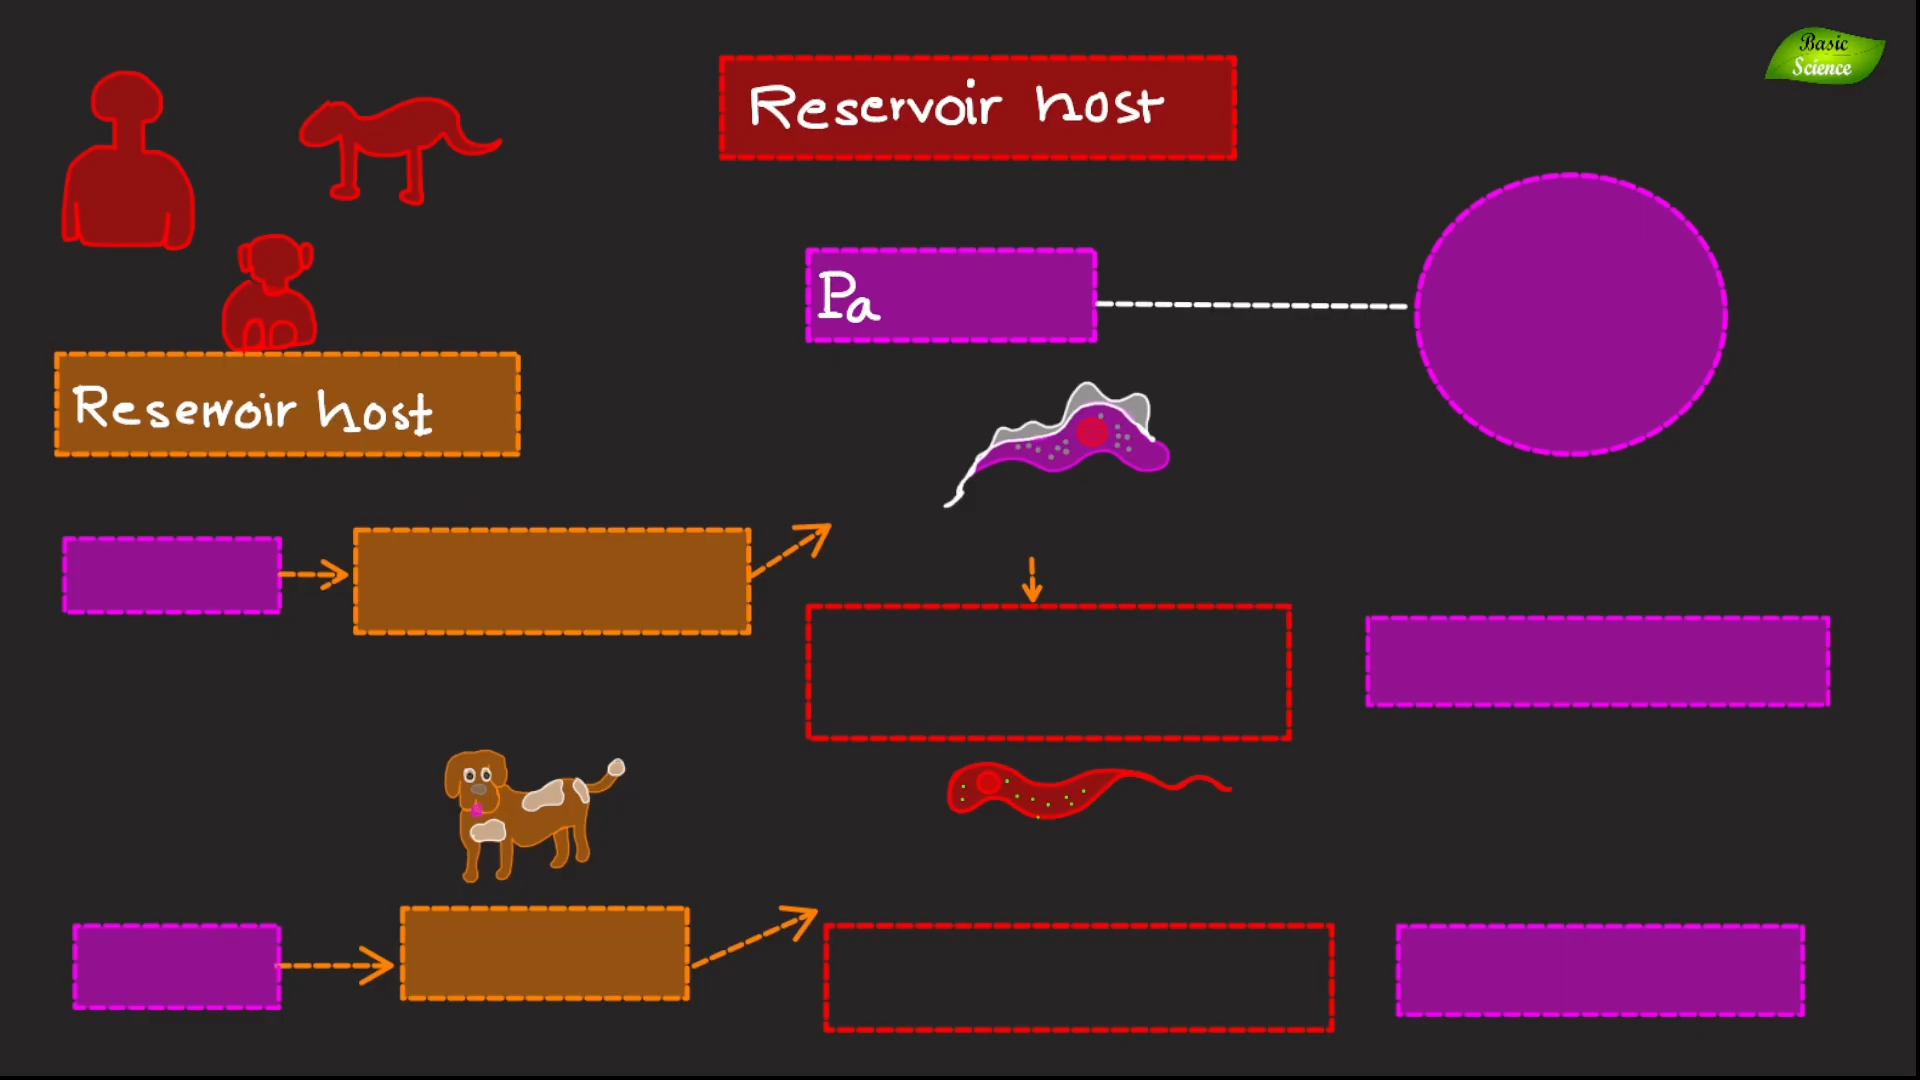 Basic
Science
Reservoir host
Pa
Reservoir host